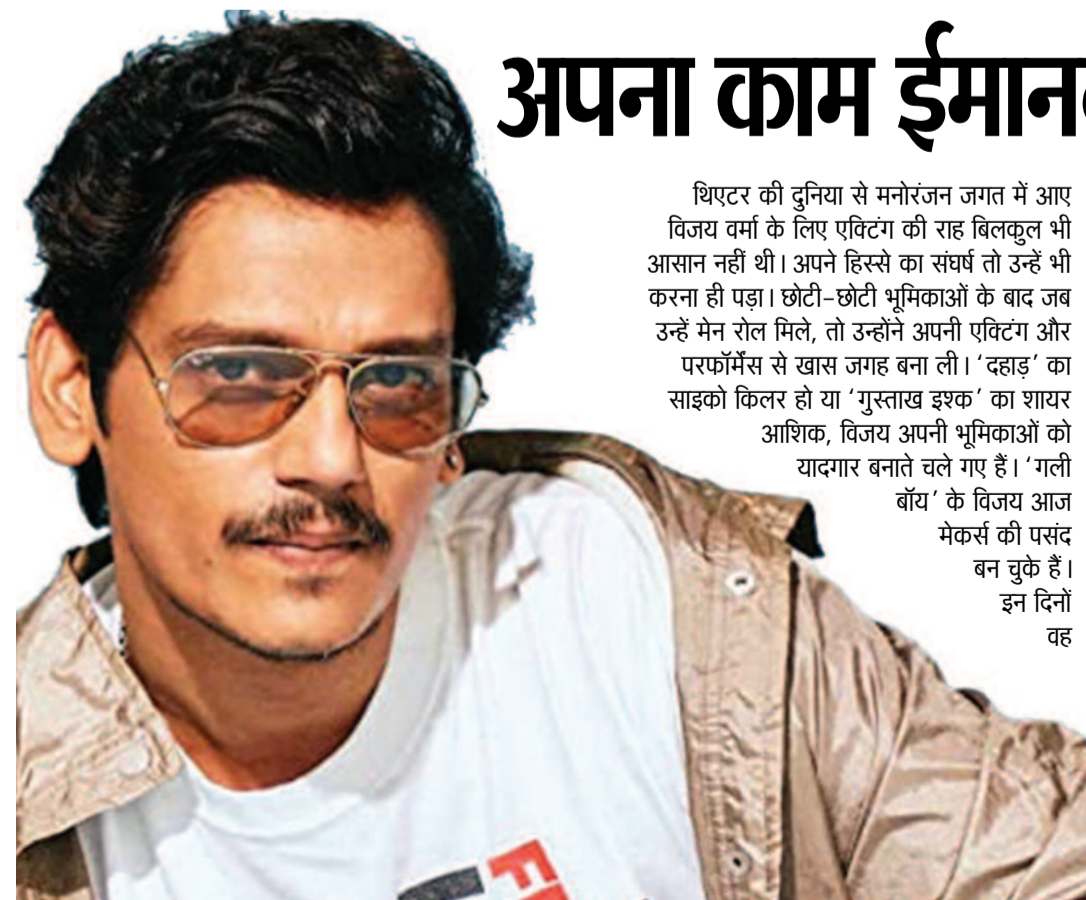 अपना काम ईमान
थिएटर की दुनिया से मनोरंजन जगत में आए
विजय वर्मा के लिए एक्टिंग की राह बिलकुल भी
आसान नहीं थी। अपने हिस्से का संघर्ष तो उन्हें भी
करना ही पड़ा। छोटी-छोटी भूमिकाओं के बाद जब
उन्हें मेन रोल मिले, तो उन्होंने अपनी एक्टिंग और
परफॉर्मेंस से खास जगह बना ली। ‘दहाड़’ का
साइको किलर हो या ‘गुस्ताख इश्क’ का शायर
आशिक, विजय अपनी भूमिकाओं को
यादगार बनाते चले गए हैं। ‘गली
बॉय’ के विजय आज
मेकर्स की पसंद
बन चुके हैं।
इन दिनों
वह